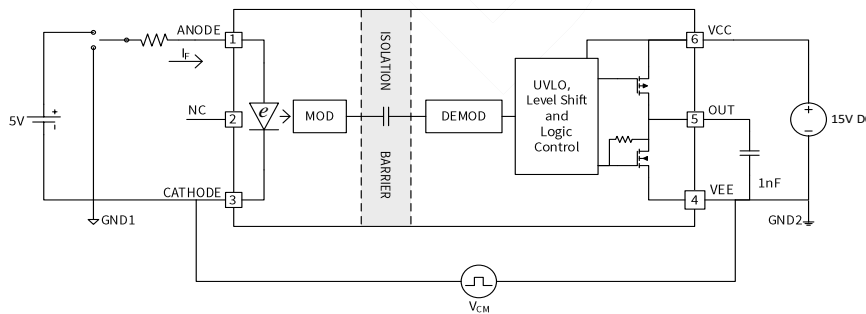 ANODE
1
I_F
ISOLATION
BARRIER
6
VCC
NC
2
e
MOD
DEMOD
UVLO,
Level Shift
and
Logic
Control
5
OUT
5V
+
-
15V D
+
−
CATHODE
3
4
VEE
1nF
GND1
GND2
V_CM